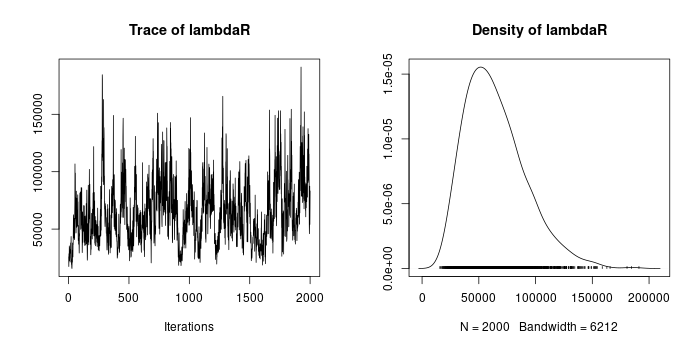 Trace of lambdaR
150000
100000
50000
0
500
1000
1500
2000
Iterations
Density of lambdaR
1.5e-05
1.0e-05
5.0e-06
0.0e+00
0
50000
100000
150000
200000
N = 2000 Bandwidth = 6212